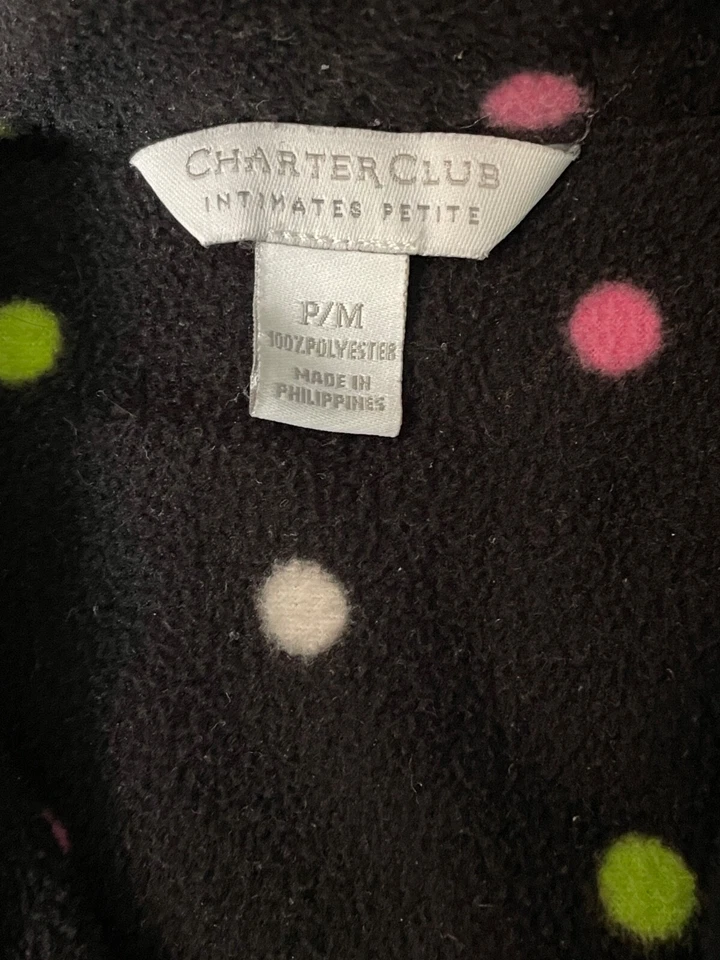 CHARTER CLUB
INTIMATES PETITE
P/M
100%POLYESTER
MADE IN
PHILIPPINES